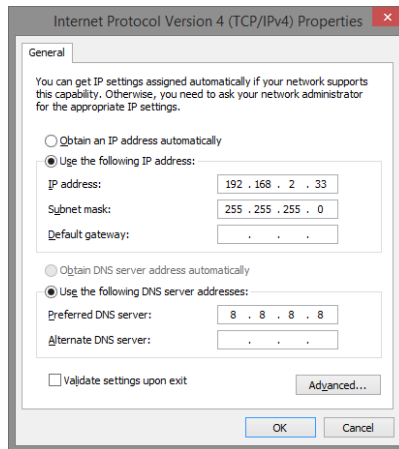 Internet Protocol Version 4 (TCP/IPv4) Properties
General
You can get IP settings assigned automatically if your network supports
this capability. Otherwise, you need to ask your network administrator
for the appropriate IP settings.
Obtain an IP address automatically
Use the following IP address:
IP address: 192 . 168 . 2 . 33
Subnet mask: 255 . 255 . 255 . 0
Default gateway: . . .
Obtain DNS server address automatically
Use the following DNS server addresses:
Preferred DNS server: 8 . 8 . 8 . 8
Alternate DNS server: . . .
Validate settings upon exit
Advanced...
OK Cancel